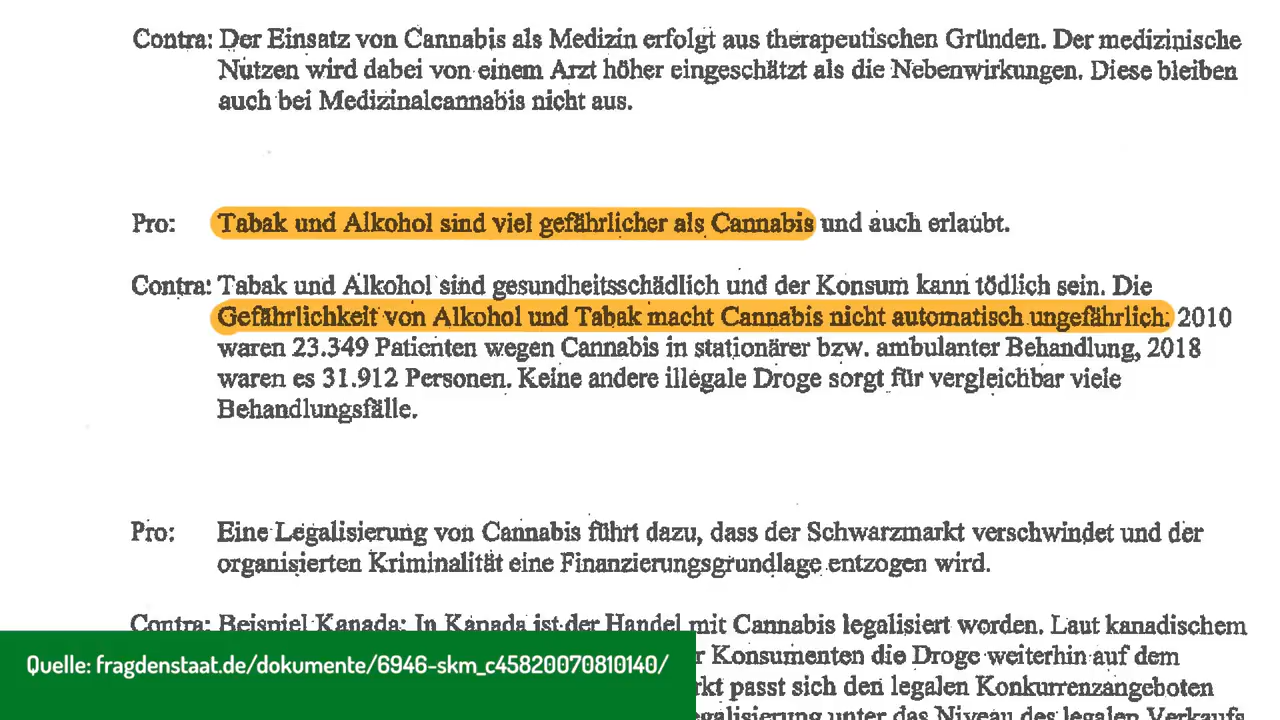 Contra: Der Einsatz von Cannabis als Medizin erfolgt aus therapeutischen Gründen. Der medizinische
Nutzen wird dabei von einem Arzt höher eingeschätzt als die Nebenwirkungen. Diese bleiben
auch bei Medizinalcannabis nicht aus.
Pro: Tabak und Alkohol sind viel gefährlicher als Cannabis und auch erlaubt.
Contra: Tabak und Alkohol sind gesundheitsschädlich und der Konsum kann tödlich sein. Die
Gefährlichkeit von Alkohol und Tabak macht Cannabis nicht automatisch ungefährlich. 2010
waren 23.349 Patienten wegen Cannabis in stationärer bzw. ambulanter Behandlung, 2018
waren es 31.912 Personen. Keine andere illegale Droge sorgt für vergleichbar viele
Behandlungsfälle.
Pro: Eine Legalisierung von Cannabis führt dazu, dass der Schwarzmarkt verschwindet und der
organisierten Kriminalität eine Finanzierungsgrundlage entzogen wird.
Contra: Beispiel Kanada: In Kanada ist der Handel mit Cannabis legalisiert worden. Laut kanadischem
Konsumenten die Droge weiterhin auf dem
passt sich den legalen Konkurrenzangeboten
unter das Niveau des legalen Verkaufs
Quelle: fragdenstaat.de/dokumente/6946-skm_c45820070810140/